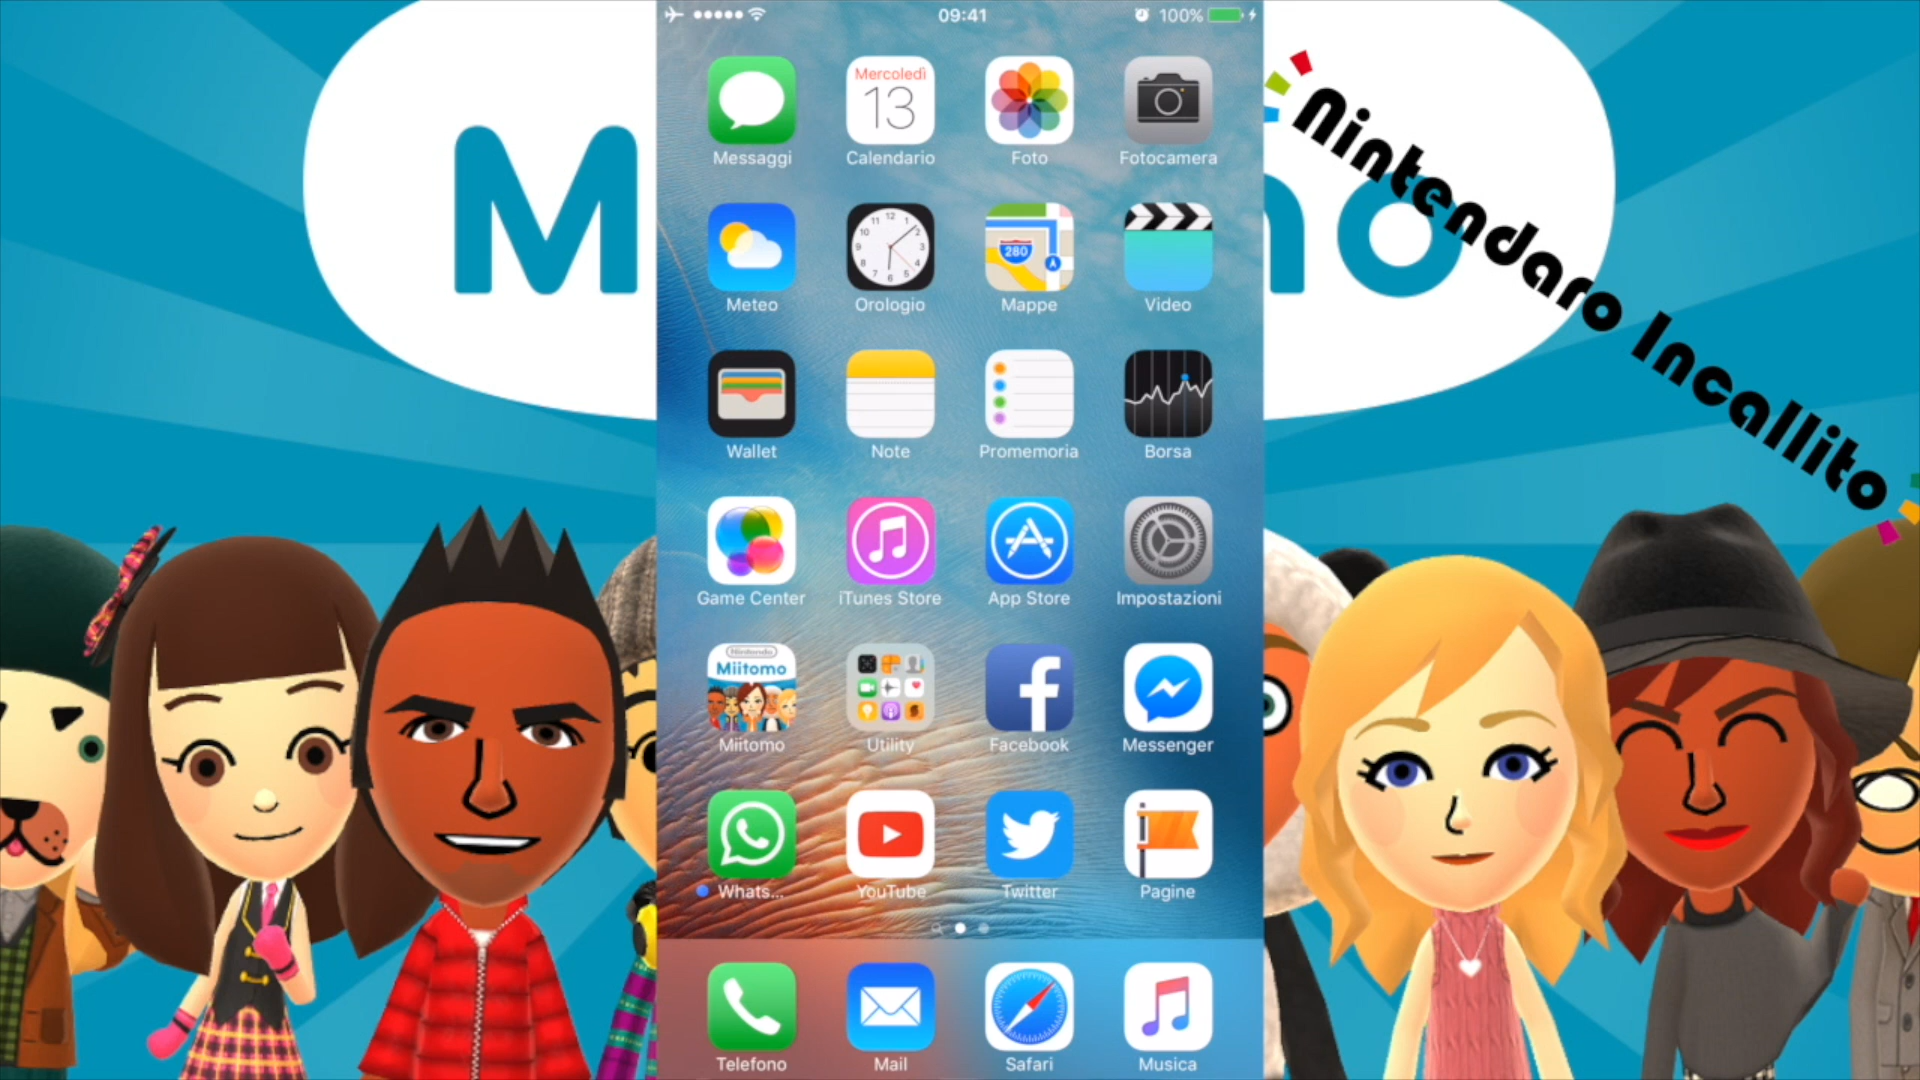 09:41
100%
Mercoledì
13
Messaggi
Calendario
Foto
Fotocamera
M
Nintendaro Incallito
280
Meteo
Orologio
Mappe
Video
Wallet
Note
Promemoria
Borsa
Game Center
iTunes Store
App Store
Impostazioni
Nintendo
Miitomo
Miitomo
Utility
Facebook
Messenger
Whats...
YouTube
Twitter
Pagine
Telefono
Mail
Safari
Musica